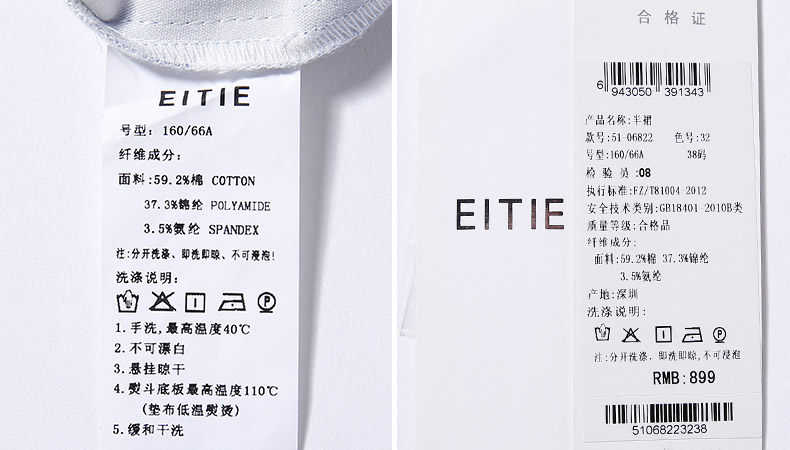 EITIE
号型: 160/66A
纤维成分:
面料:59.2%棉 COTTON
37.3%锦纶 POLYAMIDE
3.5%氨纶 SPANDEX
注:分开洗涤、即洗即晾、不可浸泡!
洗涤说明:
1.手洗,最高温度40℃
2.不可漂白
3.悬挂晾干
4.熨斗底板最高温度110℃
(垫布低温熨烫)
5.缓和干洗
合格证
EITIE
6 943050 391343
产品名称:半裙
款号:51-06822 色号:32
号型:160/66A 38码
检验员:08
执行标准:FZ/T81004-2012
安全技术类别:GB18401-2010B类
质量等级:合格品
纤维成分:
面料:59.2%棉 37.3%锦纶
3.5%氨纶
产地:深圳
洗涤说明:
注:分开洗涤、即洗即晾,不可浸泡
RMB:899
51068223238